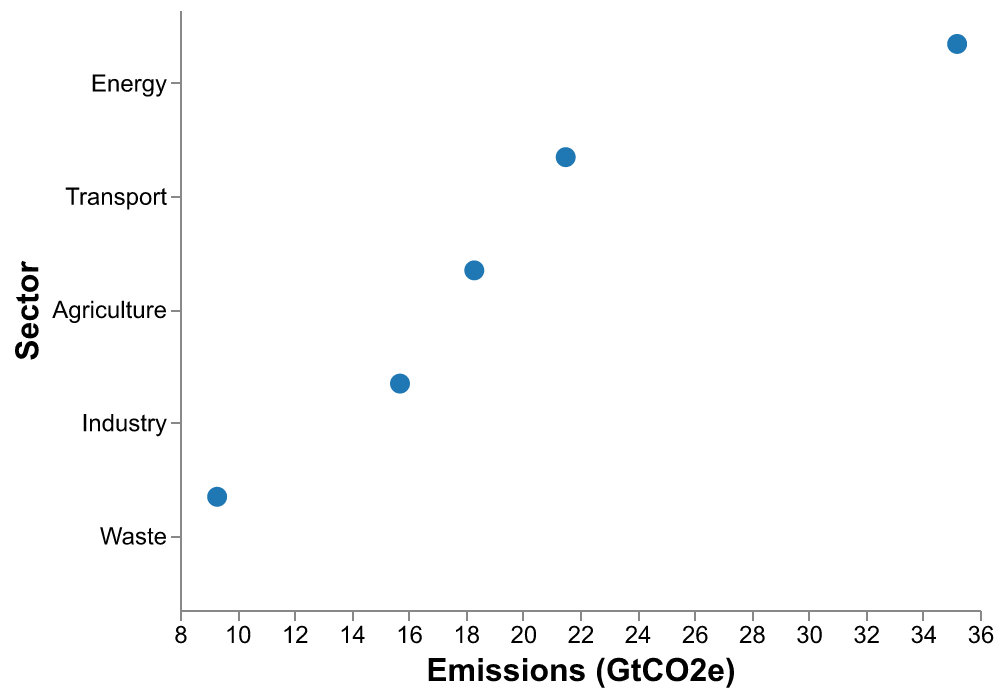 Energy
Transport
Agriculture
Industry
Waste
Sector
8 10 12 14 16 18 20 22 24 26 28 30 32 34 36
Emissions (GtCO2e)